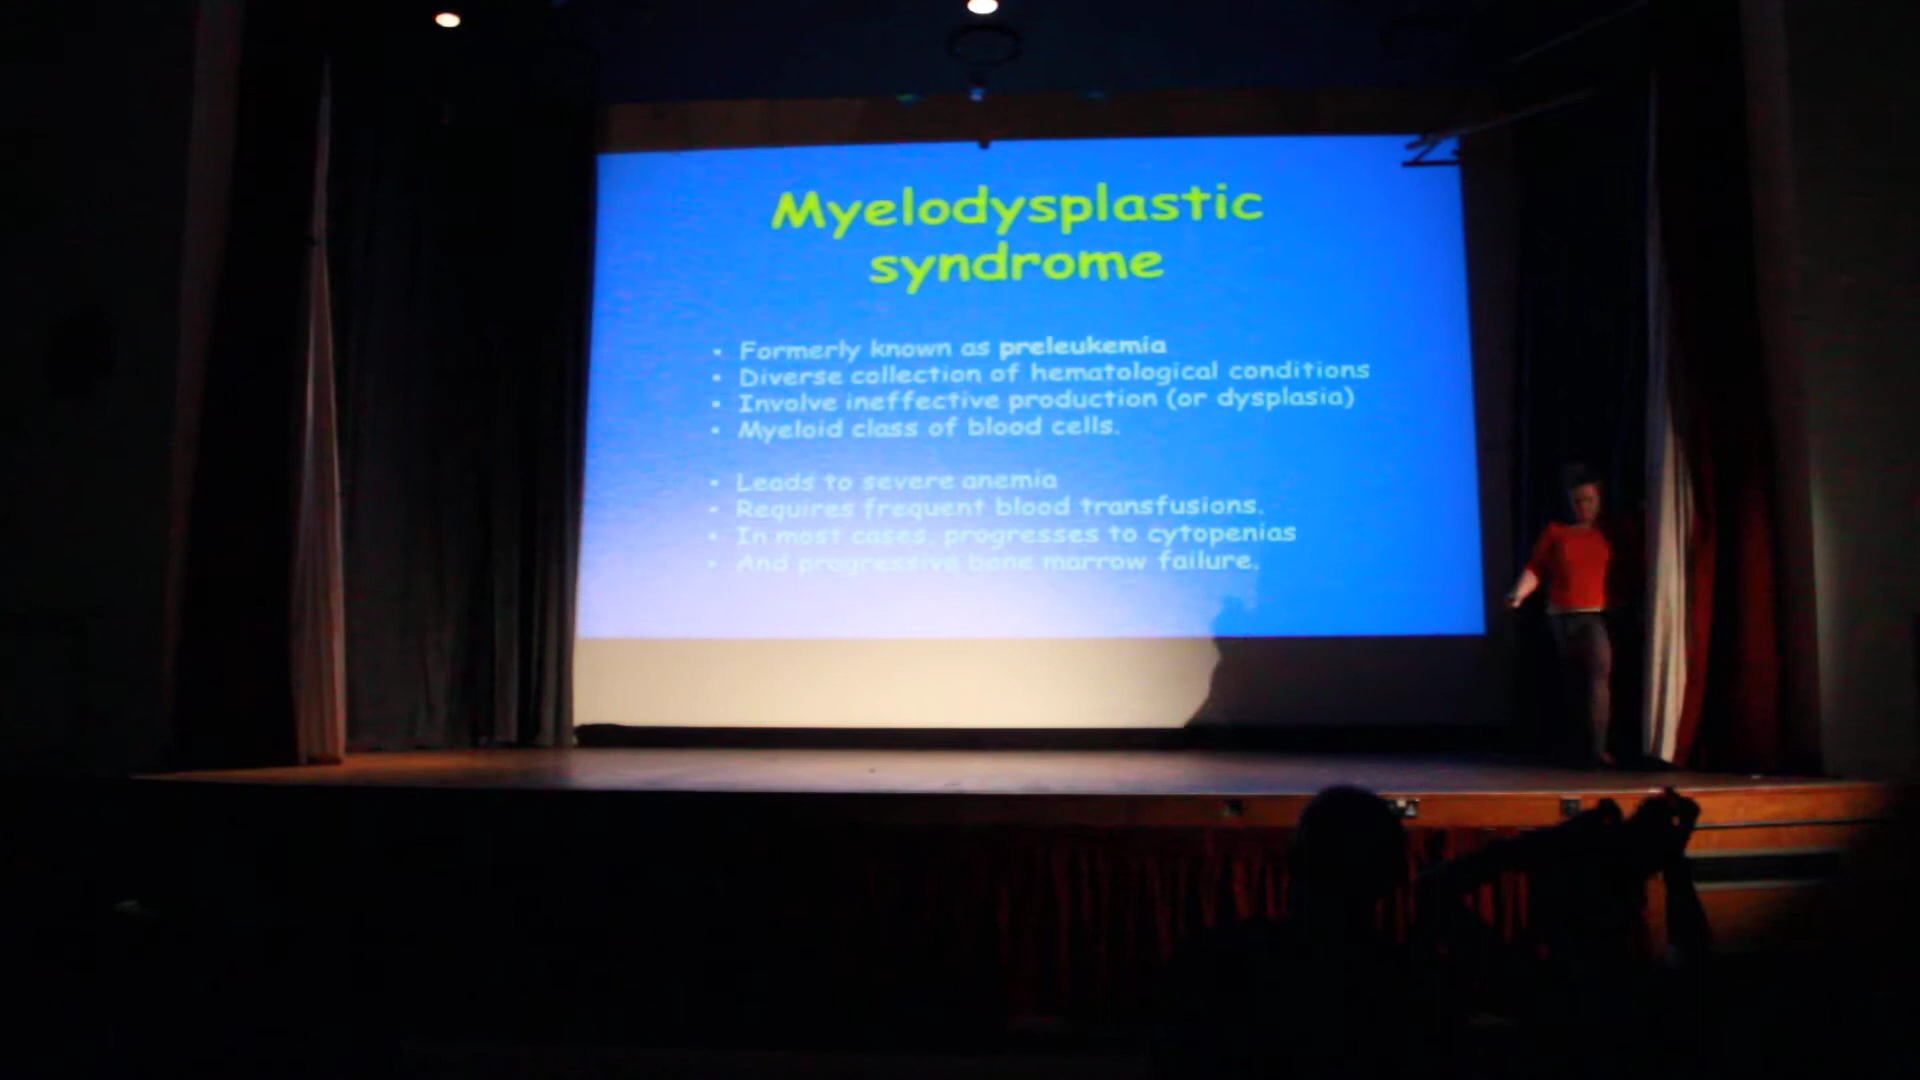 Myelodysplastic
syndrome
• Formerly known as preleukemia
• Diverse collection of hematological conditions
• Involve ineffective production (or dysplasia)
• Myeloid class of blood cells.
• Leads to severe anemia
• Requires frequent blood transfusions.
• In most cases, progresses to cytopenias
• And progressive bone marrow failure.